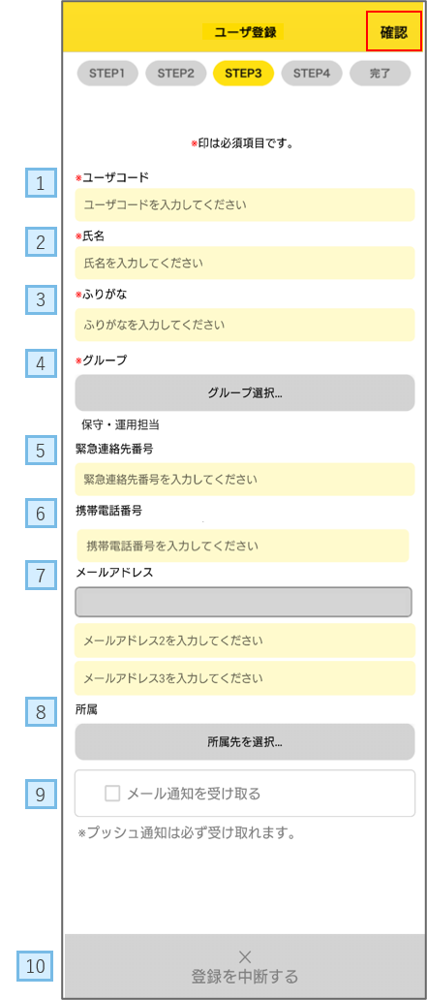 ユーザ登録
確認
STEP1 STEP2 STEP3 STEP4 完了
※印は必須項目です。
1
※ユーザコード
ユーザコードを入力してください
2
※氏名
氏名を入力してください
3
※ふりがな
ふりがなを入力してください
4
※グループ
グループ選択...
保守・運用担当
5
緊急連絡先番号
緊急連絡先番号を入力してください
6
携帯電話番号
携帯電話番号を入力してください
7
メールアドレス
メールアドレス2を入力してください
メールアドレス3を入力してください
8
所属
所属先を選択...
9
メール通知を受け取る
※プッシュ通知は必ず受け取れます。
10
×
登録を中断する